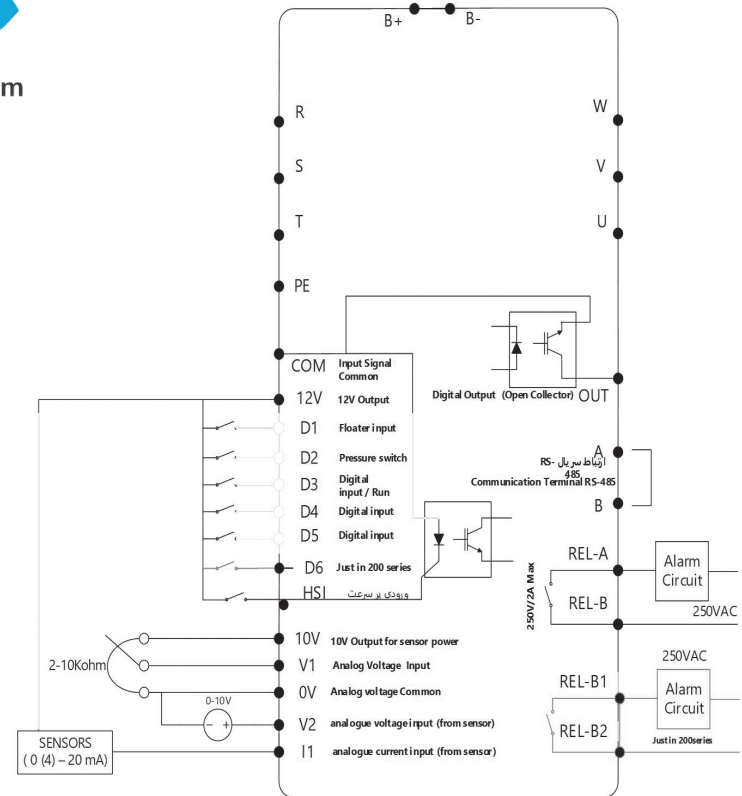 m
B+ B-
R
S
T
PE
W
V
U
COM Input Signal
Common
12V 12V Output
D1 Floater input
D2 Pressure switch
D3 Digital
input / Run
D4 Digital input
D5 Digital input
D6 Just in 200 series
HSI ورودی پر سرعت
10V 10V Output for sensor power
V1 Analog Voltage Input
0V Analog voltage Common
V2 analogue voltage input (from sensor)
I1 analogue current input (from sensor)
2-10Kohm
0-10V
- +
SENSORS
( 0 (4) – 20 mA)
Digital Output (Open Collector) OUT
A
ارتباط سریال RS-
485
Communication Terminal RS-485
B
250V/2A Max
REL-A
REL-B
Alarm
Circuit
250VAC
250VAC
REL-B1
REL-B2
Alarm
Circuit
Just in 200series